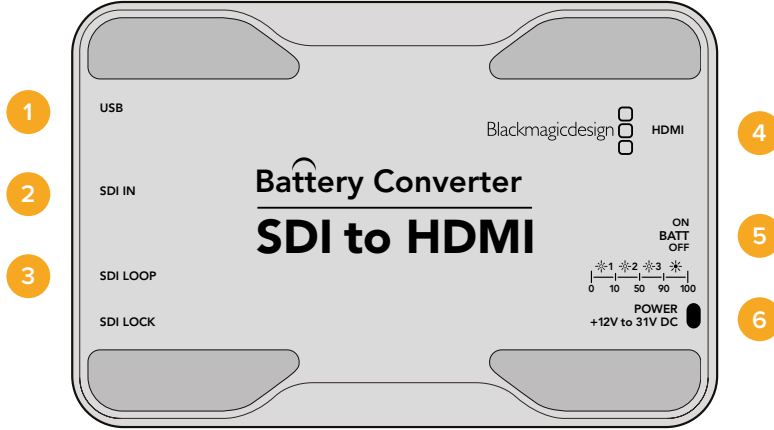 1
USB
Blackmagicdesign
HDMI
4
2
SDI IN
Battery Converter
SDI to HDMI
ON
BATT
OFF
5
3
SDI LOOP
1 2 3
0 10 50 90 100
SDI LOCK
POWER
+12V to 31V DC
6